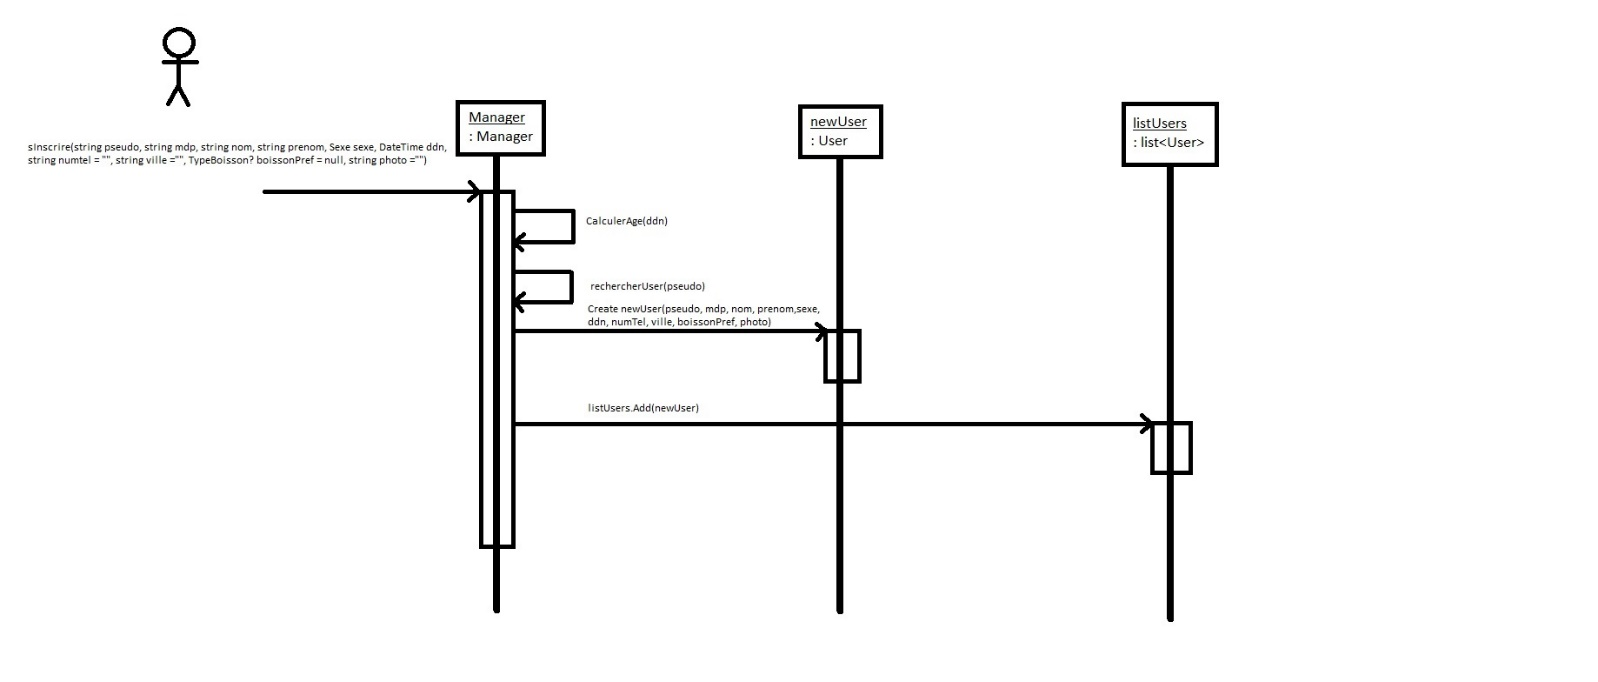 Manager
: Manager
newUser
: User
listUsers
: list<User>
sInscrire(string pseudo, string mdp, string nom, string prenom, Sexe sexe, DateTime ddn,
string numtel = "", string ville ="", TypeBoisson? boissonPref = null, string photo ="")
CalculerAge(ddn)
rechercherUser(pseudo)
Create newUser(pseudo, mdp, nom, prenom,sexe,
ddn, numTel, ville, boissonPref, photo)
listUsers.Add(newUser)